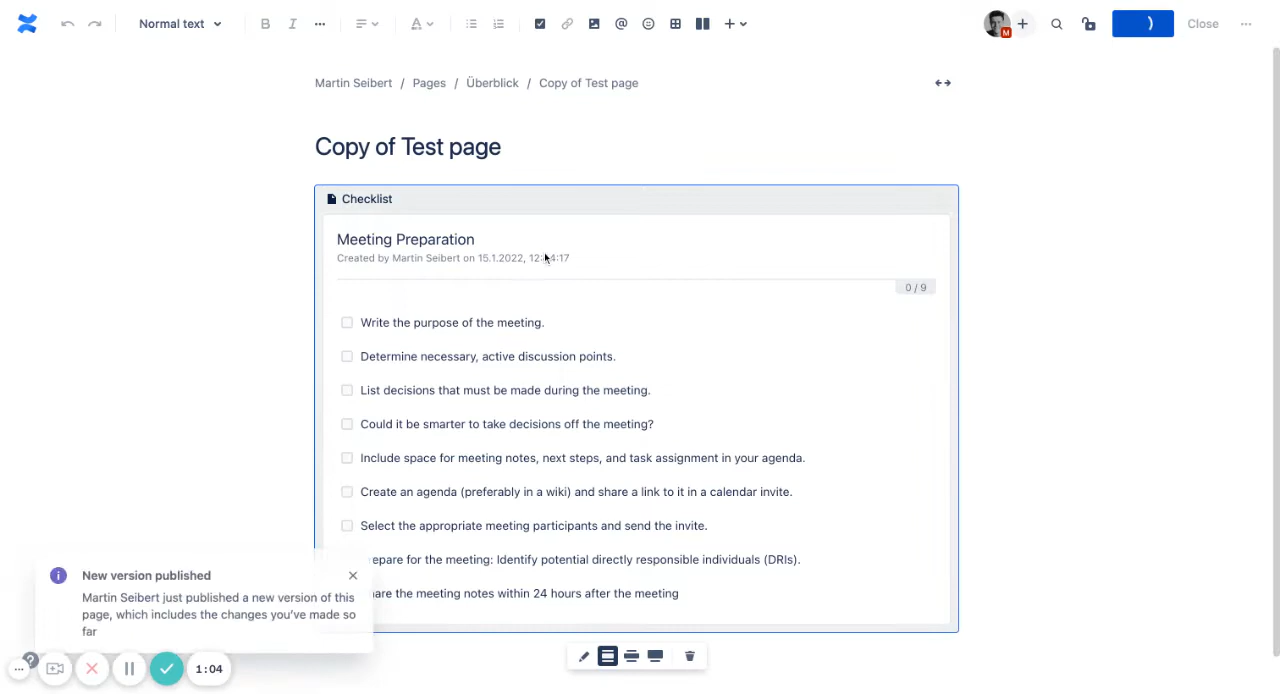 Normal text
Close
M
Martin Seibert / Pages / Überblick / Copy of Test page
Copy of Test page
Checklist
Meeting Preparation
Created by Martin Seibert on 15.1.2022,
0 / 9
Write the purpose of the meeting.
Determine necessary, active discussion points.
List decisions that must be made during the meeting.
Could it be smarter to take decisions off the meeting?
Include space for meeting notes, next steps, and task assignment in your agenda.
Create an agenda (preferably in a wiki) and share a link to it in a calendar invite.
Select the appropriate meeting participants and send the invite.
for the meeting: Identify potential directly responsible individuals (DRIs).
the meeting notes within 24 hours after the meeting
New version published
Martin Seibert just published a new version of this
page, which includes the changes you've made so
far
1:04